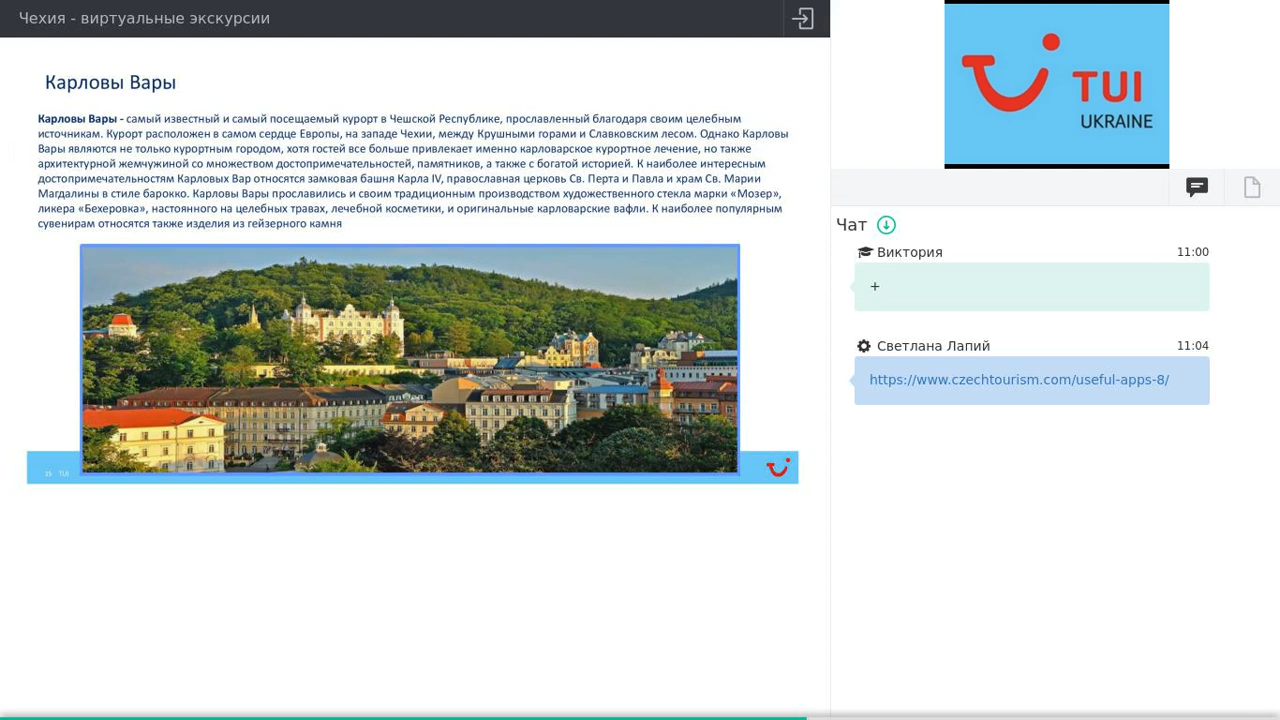 Чехия - виртуальные экскурсии
Карловы Вары
Карловы Вары - самый известный и самый посещаемый курорт в Чешской Республике, прославленный благодаря своим целебным
источникам. Курорт расположен в самом сердце Европы, на западе Чехии, между Крушными горами и Славковским лесом. Однако Карловы
Вары являются не только курортным городом, хотя гостей все больше привлекает именно карловарское курортное лечение, но также
архитектурной жемчужиной со множеством достопримечательностей, памятников, а также с богатой историей. К наиболее интересным
достопримечательностям Карловых Вар относятся замковая башня Карла IV, православная церковь Св. Перта и Павла и храм Св. Марии
Магдалины в стиле барокко. Карловы Вары прославились и своим традиционным производством художественного стекла марки «Мозер»,
ликера «Бехеровка», настоянного на целебных травах, лечебной косметики, и оригинальные карловарские вафли. К наиболее популярным
сувенирам относятся также изделия из гейзерного камня
TUI
TUI
UKRAINE
Чат
Виктория 11:00
+
Светлана Лапий 11:04
https://www.czechtourism.com/useful-apps-8/